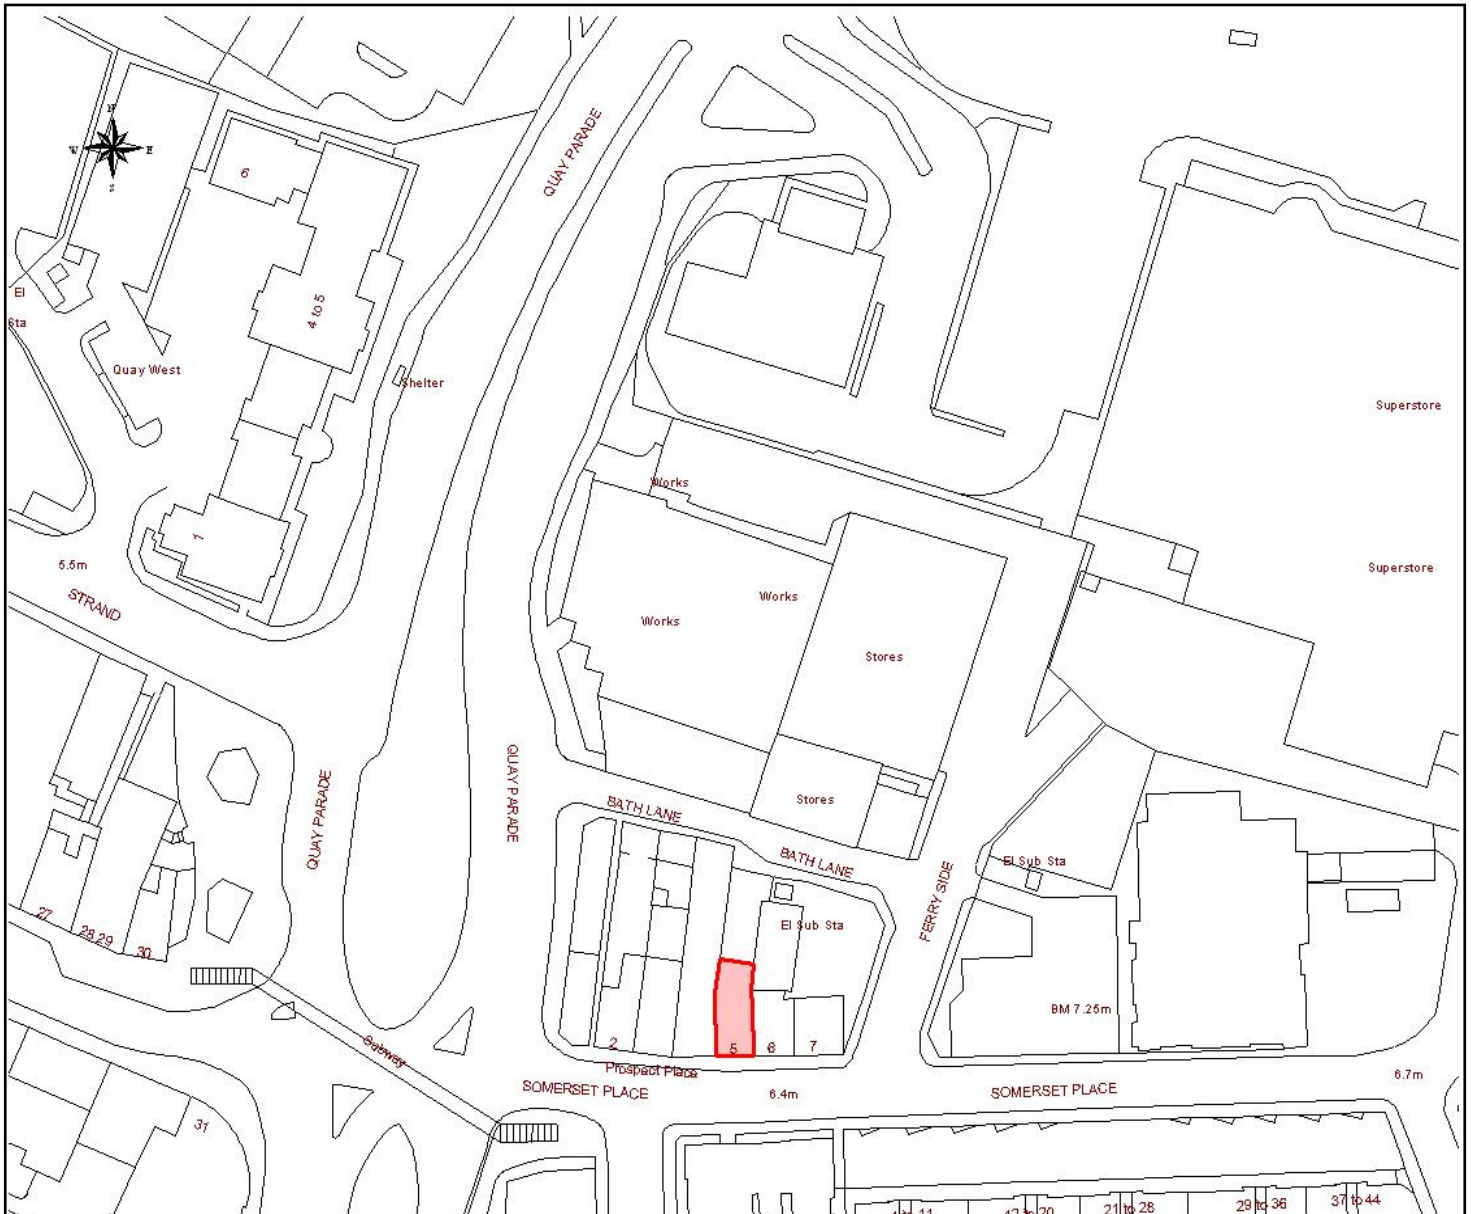 N
W
E
S
6
QUAY PARADE
El
Sta
4 to 5
Quay West
Shelter
Superstore
Works
1
5.5m
STRAND
Works
Works
Superstore
Stores
QUAY PARADE
QUAY PARADE
Stores
BATH LANE
BATH LANE
El Sub Sta
FERRY SIDE
27
28,29
30
El Sub Sta
BM 7.25m
Subway
2
5
6
7
Prospect Place
SOMERSET PLACE
6.4m
SOMERSET PLACE
6.7m
31
21 to 28
29 to 36
37 to 44